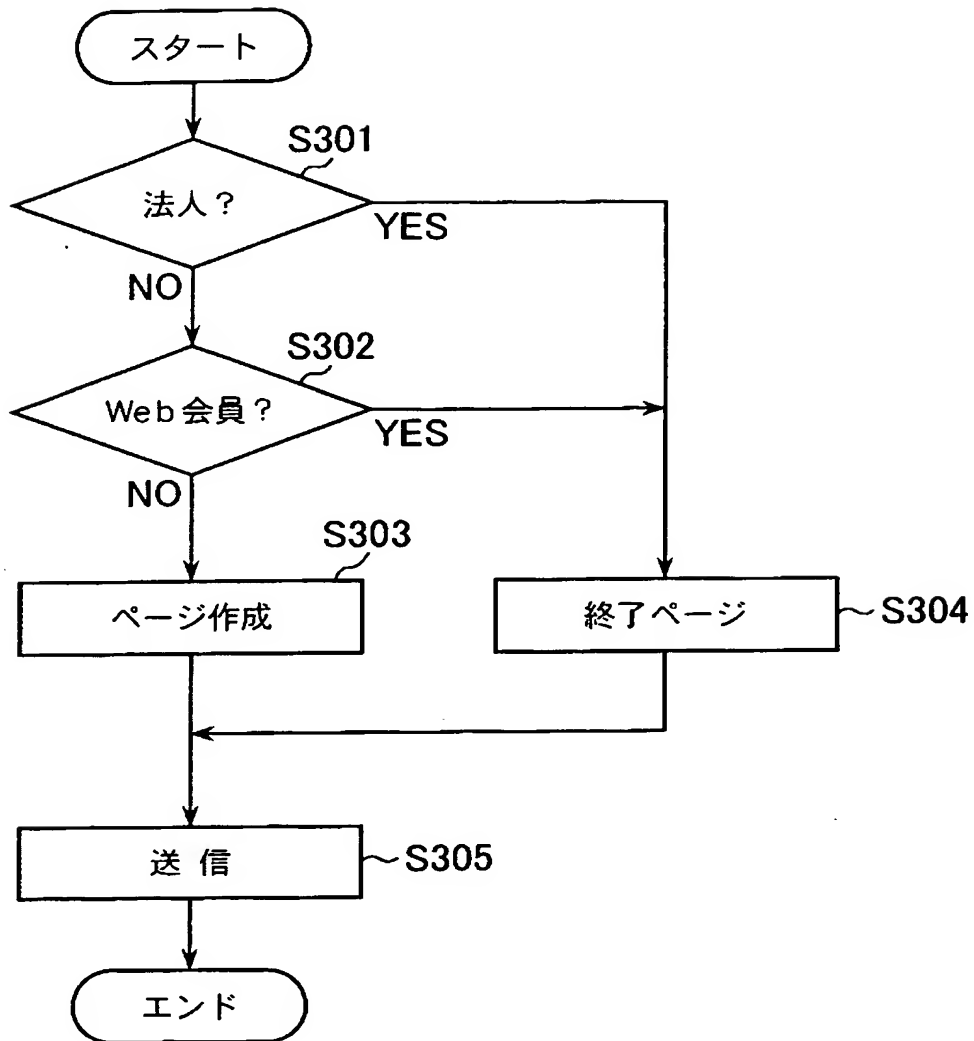 スタート
S301
法人？
YES
NO
S302
Web会員？
YES
NO
S303
ページ作成
終了ページ
S304
送信
S305
エンド